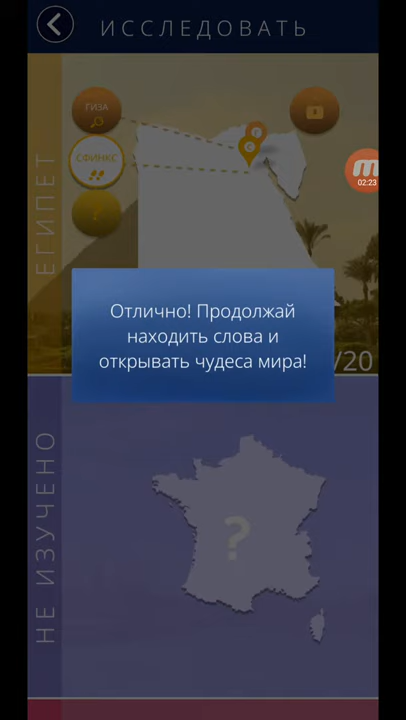 ИССЛЕДОВАТЬ
ГИЗА
СФИНКС
?
Г
С
02:23
ЕГИПЕТ
Отлично! Продолжай
находить слова и
открывать чудеса мира!
/20
НЕ ИЗУЧЕНО
?